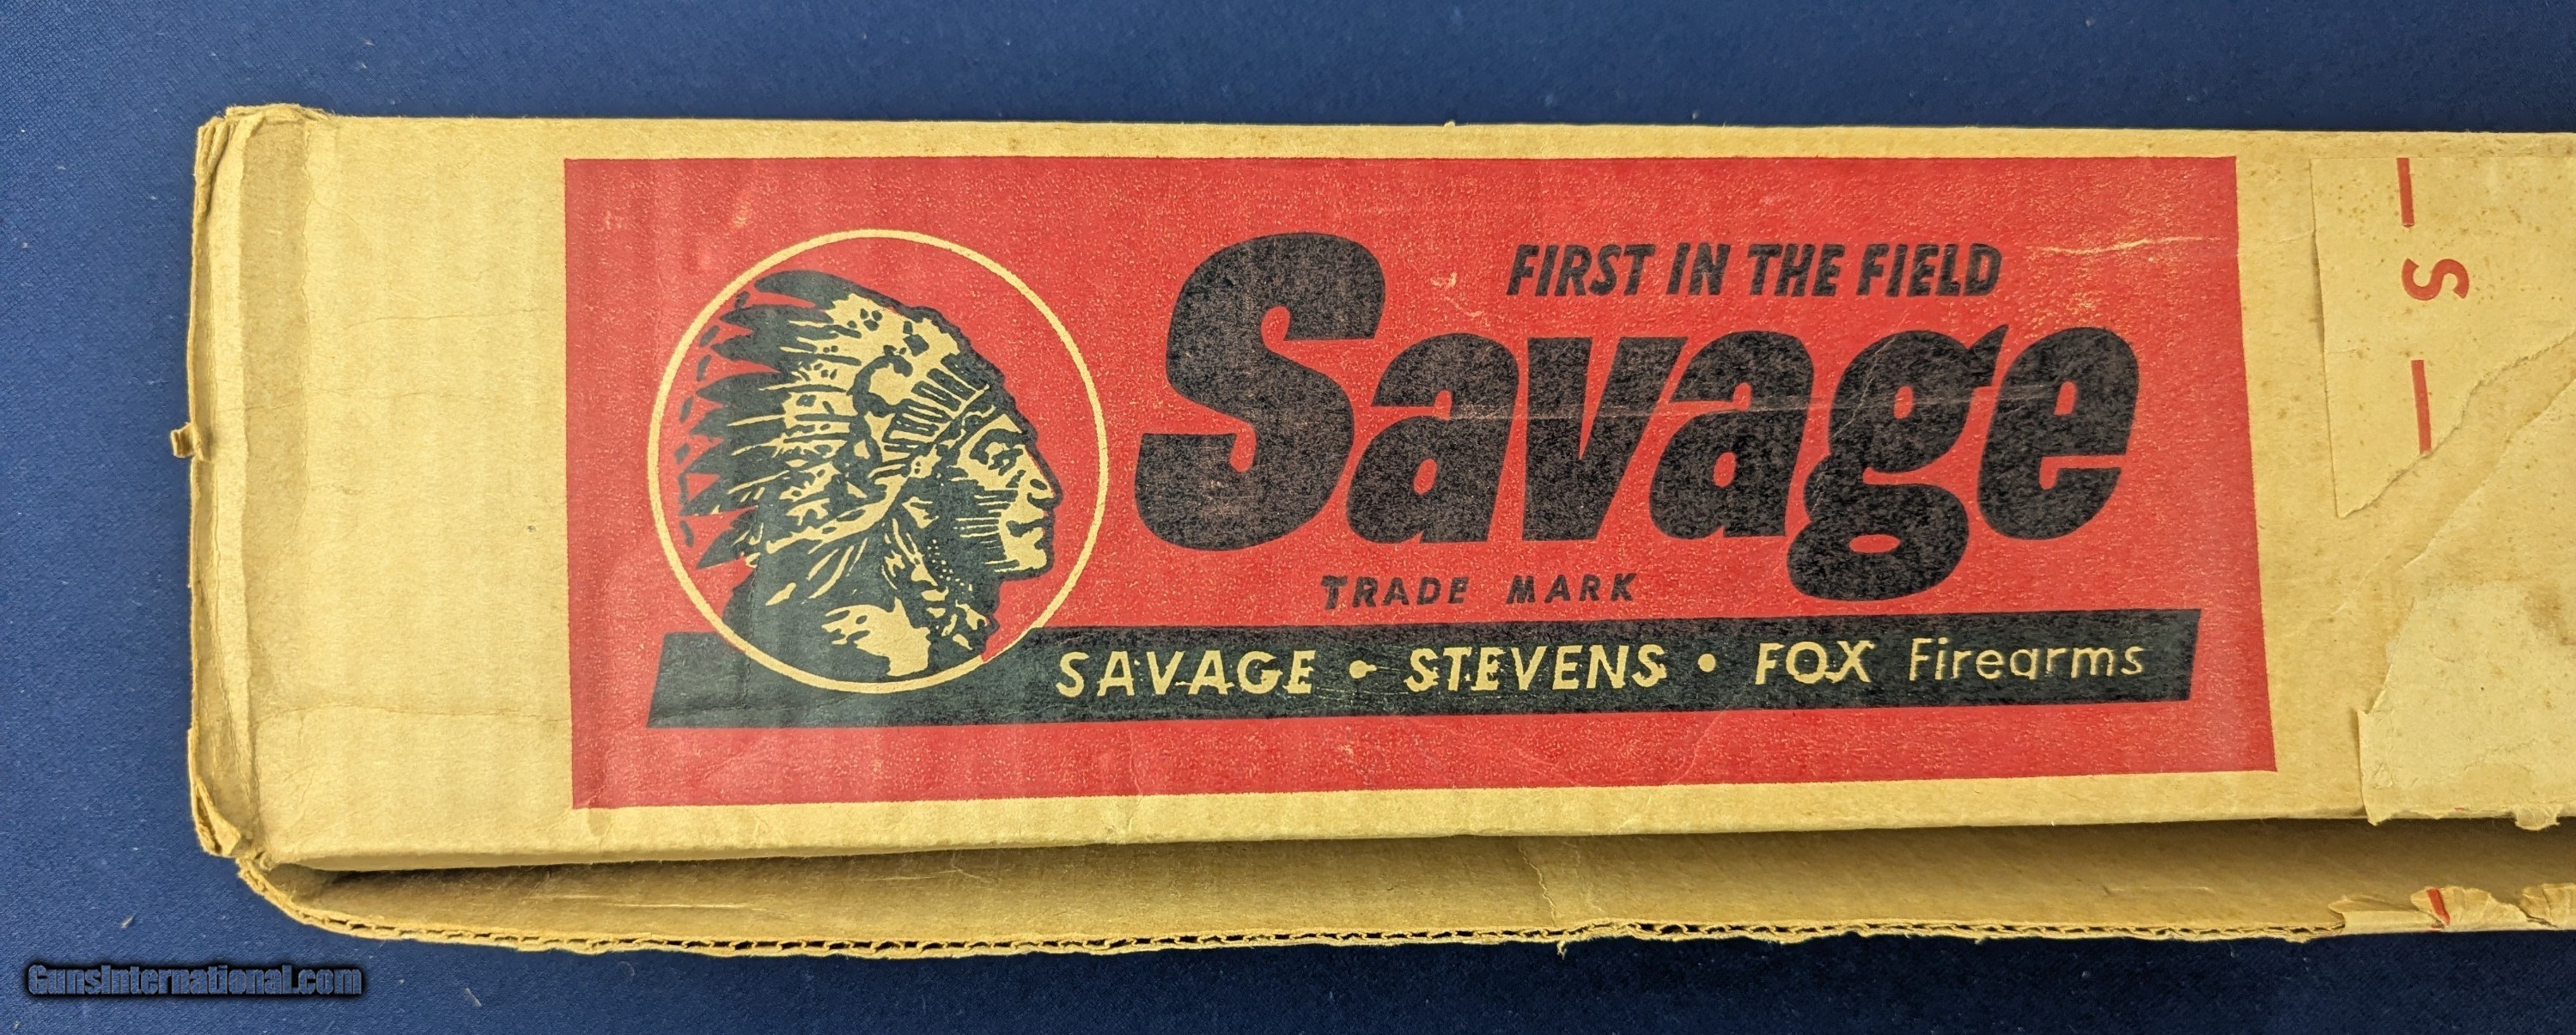 FIRST IN THE FIELD
Savage
TRADE MARK
SAVAGE • STEVENS • FOX Firearms
S
GunsInternational.com